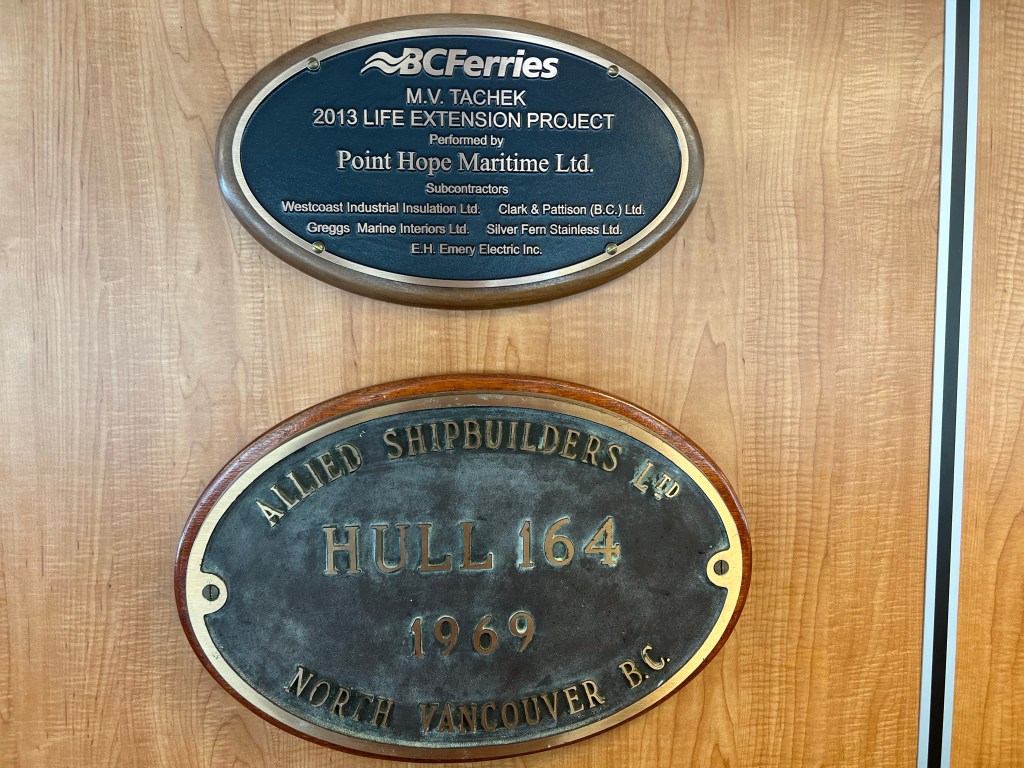 BCFerries
M.V. TACHEK
2013 LIFE EXTENSION PROJECT
Performed by
Point Hope Maritime Ltd.
Subcontractors
Westcoast Industrial Insulation Ltd. Clark & Pattison (B.C.) Ltd.
Greggs Marine Interiors Ltd. Silver Fern Stainless Ltd.
E.H. Emery Electric Inc.
ALLIED SHIPBUILDERS LTD
HULL 164
1969
NORTH VANCOUVER B.C.